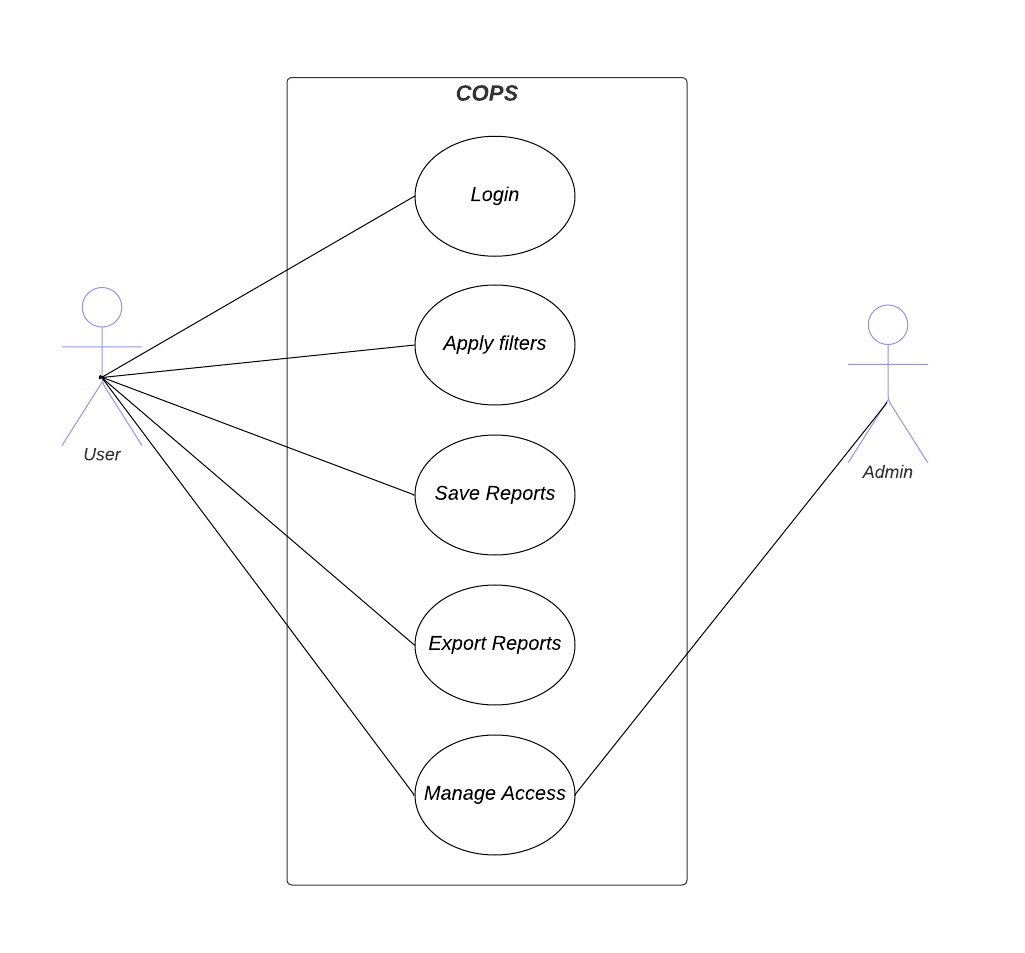 COPS
Login
Apply filters
User
Admin
Save Reports
Export Reports
Manage Access